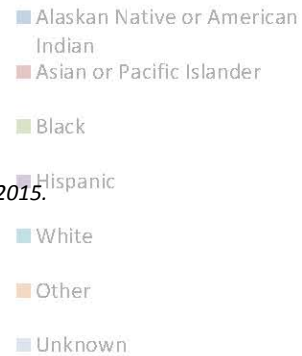 Alaskan Native or American
Indian
Asian or Pacific Islander
Black
Hispanic
2015.
White
Other
Unknown